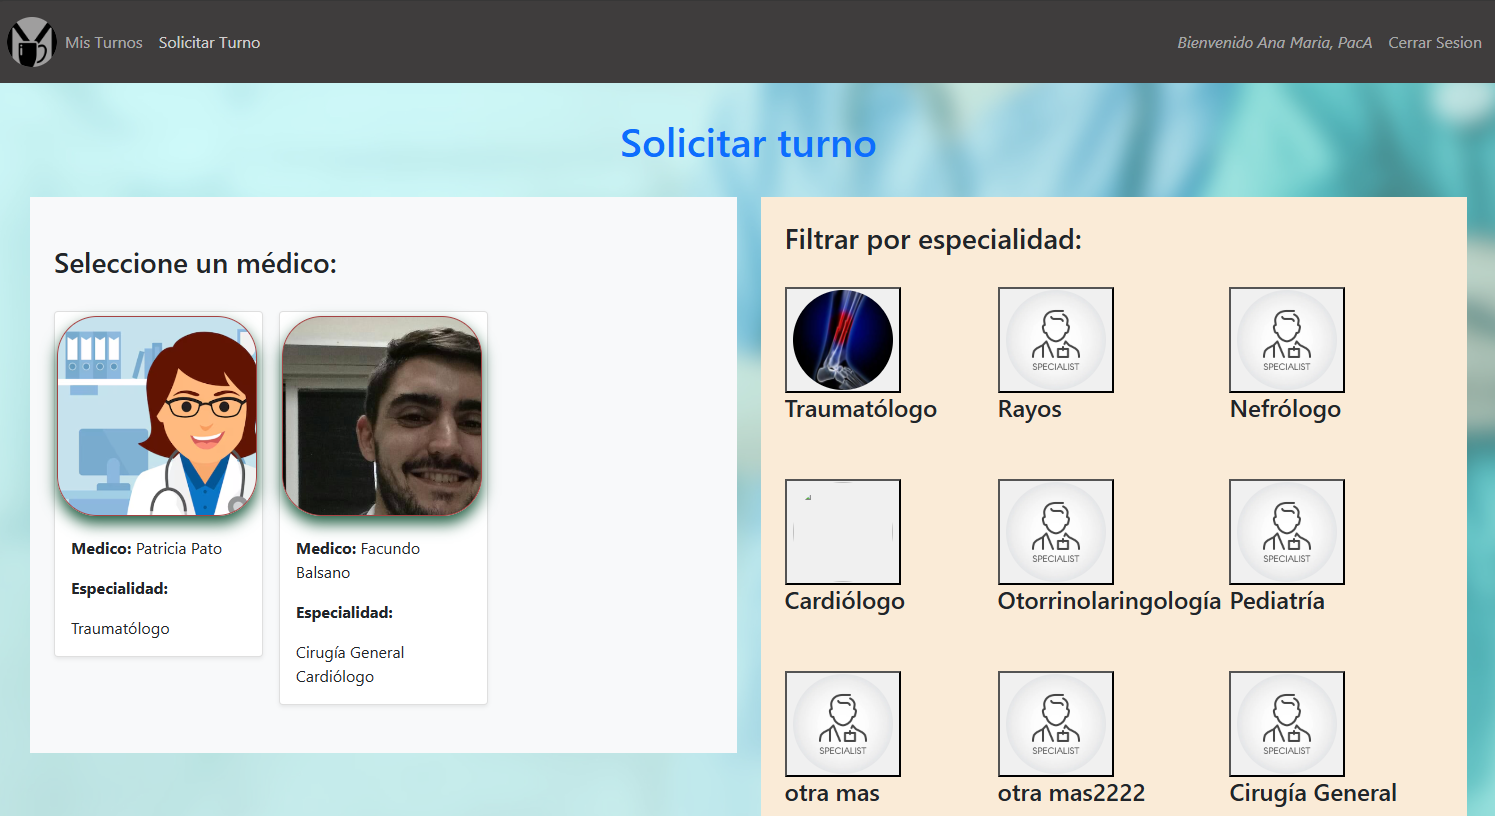 Mis Turnos Solicitar Turno
Bienvenido Ana Maria, PacA Cerrar Sesion
Solicitar turno
Seleccione un médico:
Medico: Patricia Pato
Especialidad:
Traumatólogo
Medico: Facundo
Balsano
Especialidad:
Cirugía General
Cardiólogo
Filtrar por especialidad:
Traumatólogo
SPECIALIST
Rayos
SPECIALIST
Nefrólogo
Cardiólogo
SPECIALIST
Otorrinolaringología
SPECIALIST
Pediatría
SPECIALIST
otra mas
SPECIALIST
otra mas2222
SPECIALIST
Cirugía General